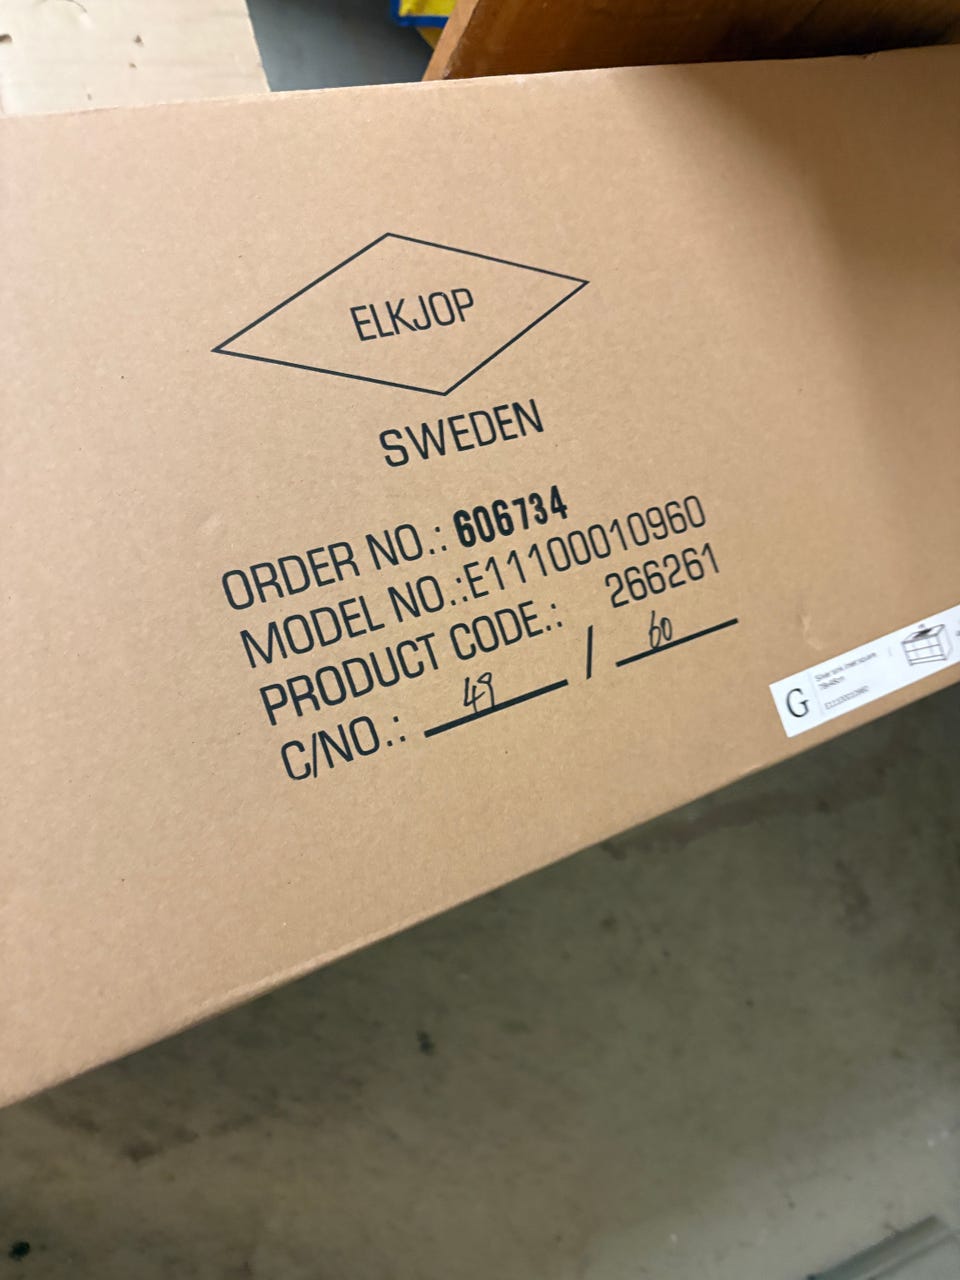 ELKJOP
SWEDEN
ORDER NO.: 606734
MODEL NO.:E11100010960
PRODUCT CODE.: 266261
C/NO.: 49 / 60
G